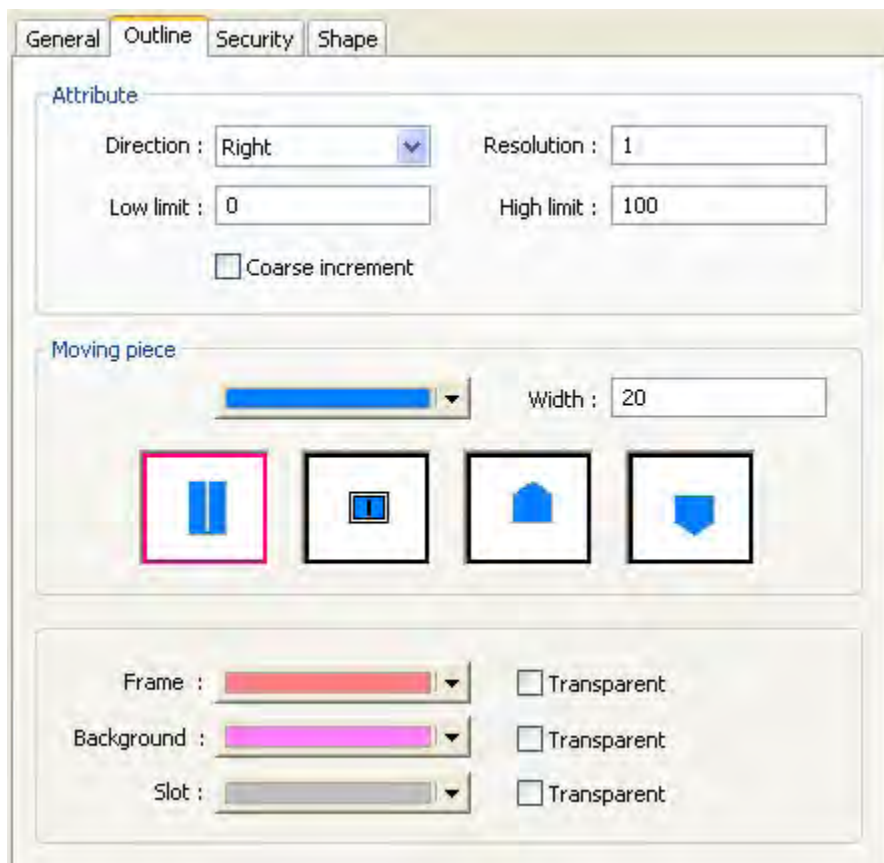 General Outline Security Shape
Attribute
Direction : Right Resolution : 1
Low limit : 0 High limit : 100
Coarse increment
Moving piece
Width : 20
Frame : Transparent
Background : Transparent
Slot : Transparent